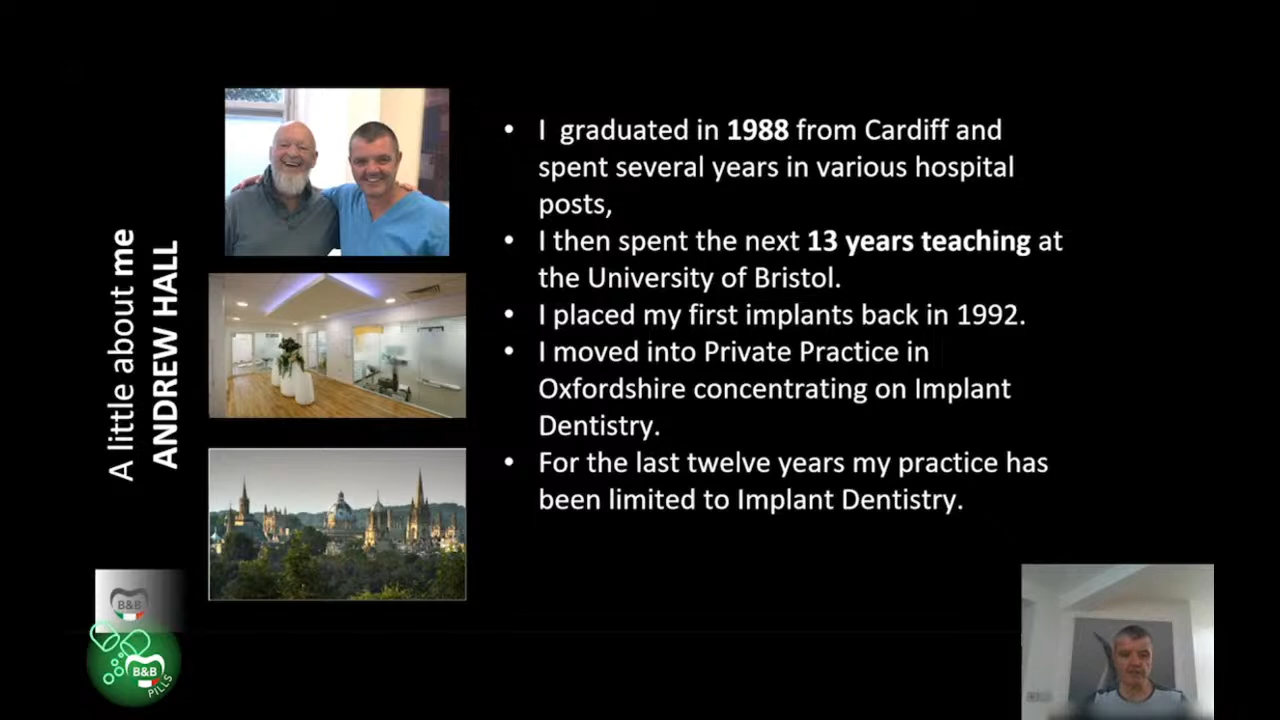 A little about me
ANDREW HALL
• I  graduated in 1988 from Cardiff and
spent several years in various hospital
posts,
• I then spent the next 13 years teaching at
the University of Bristol.
• I placed my first implants back in 1992.
• I moved into Private Practice in
Oxfordshire concentrating on Implant
Dentistry.
• For the last twelve years my practice has
been limited to Implant Dentistry.
B&B
B&B
PILLS